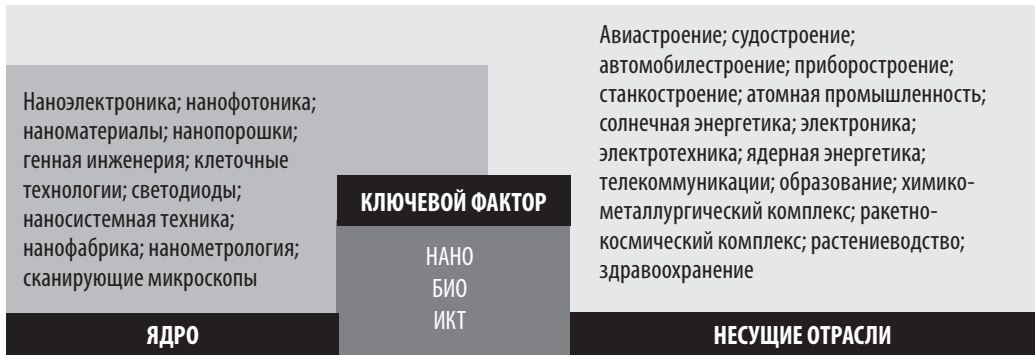 Наноэлектроника; нанофотоника;
наноматериалы; нанопорошки;
генная инженерия; клеточные
технологии; светодиоды;
наносистемная техника;
нанофабрика; нанометрология;
сканирующие микроскопы
ЯДРО
КЛЮЧЕВОЙ ФАКТОР
НАНО
БИО
ИКТ
Авиастроение; судостроение;
автомобилестроение; приборостроение;
станкостроение; атомная промышленность;
солнечная энергетика; электроника;
электротехника; ядерная энергетика;
телекоммуникации; образование; химико-
металлургический комплекс; ракетно-
космический комплекс; растениеводство;
здравоохранение
НЕСУЩИЕ ОТРАСЛИ